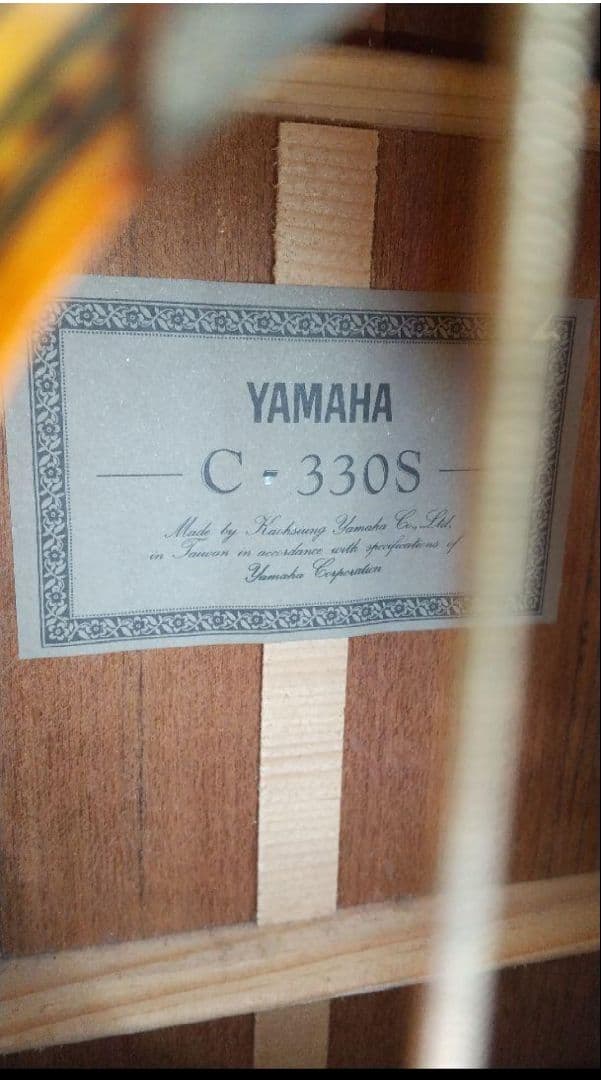 YAMAHA
C - 330S
Made by Kaohsiung Yamaha Co., Ltd.
in Taiwan in accordance with specifications of
Yamaha Corporation